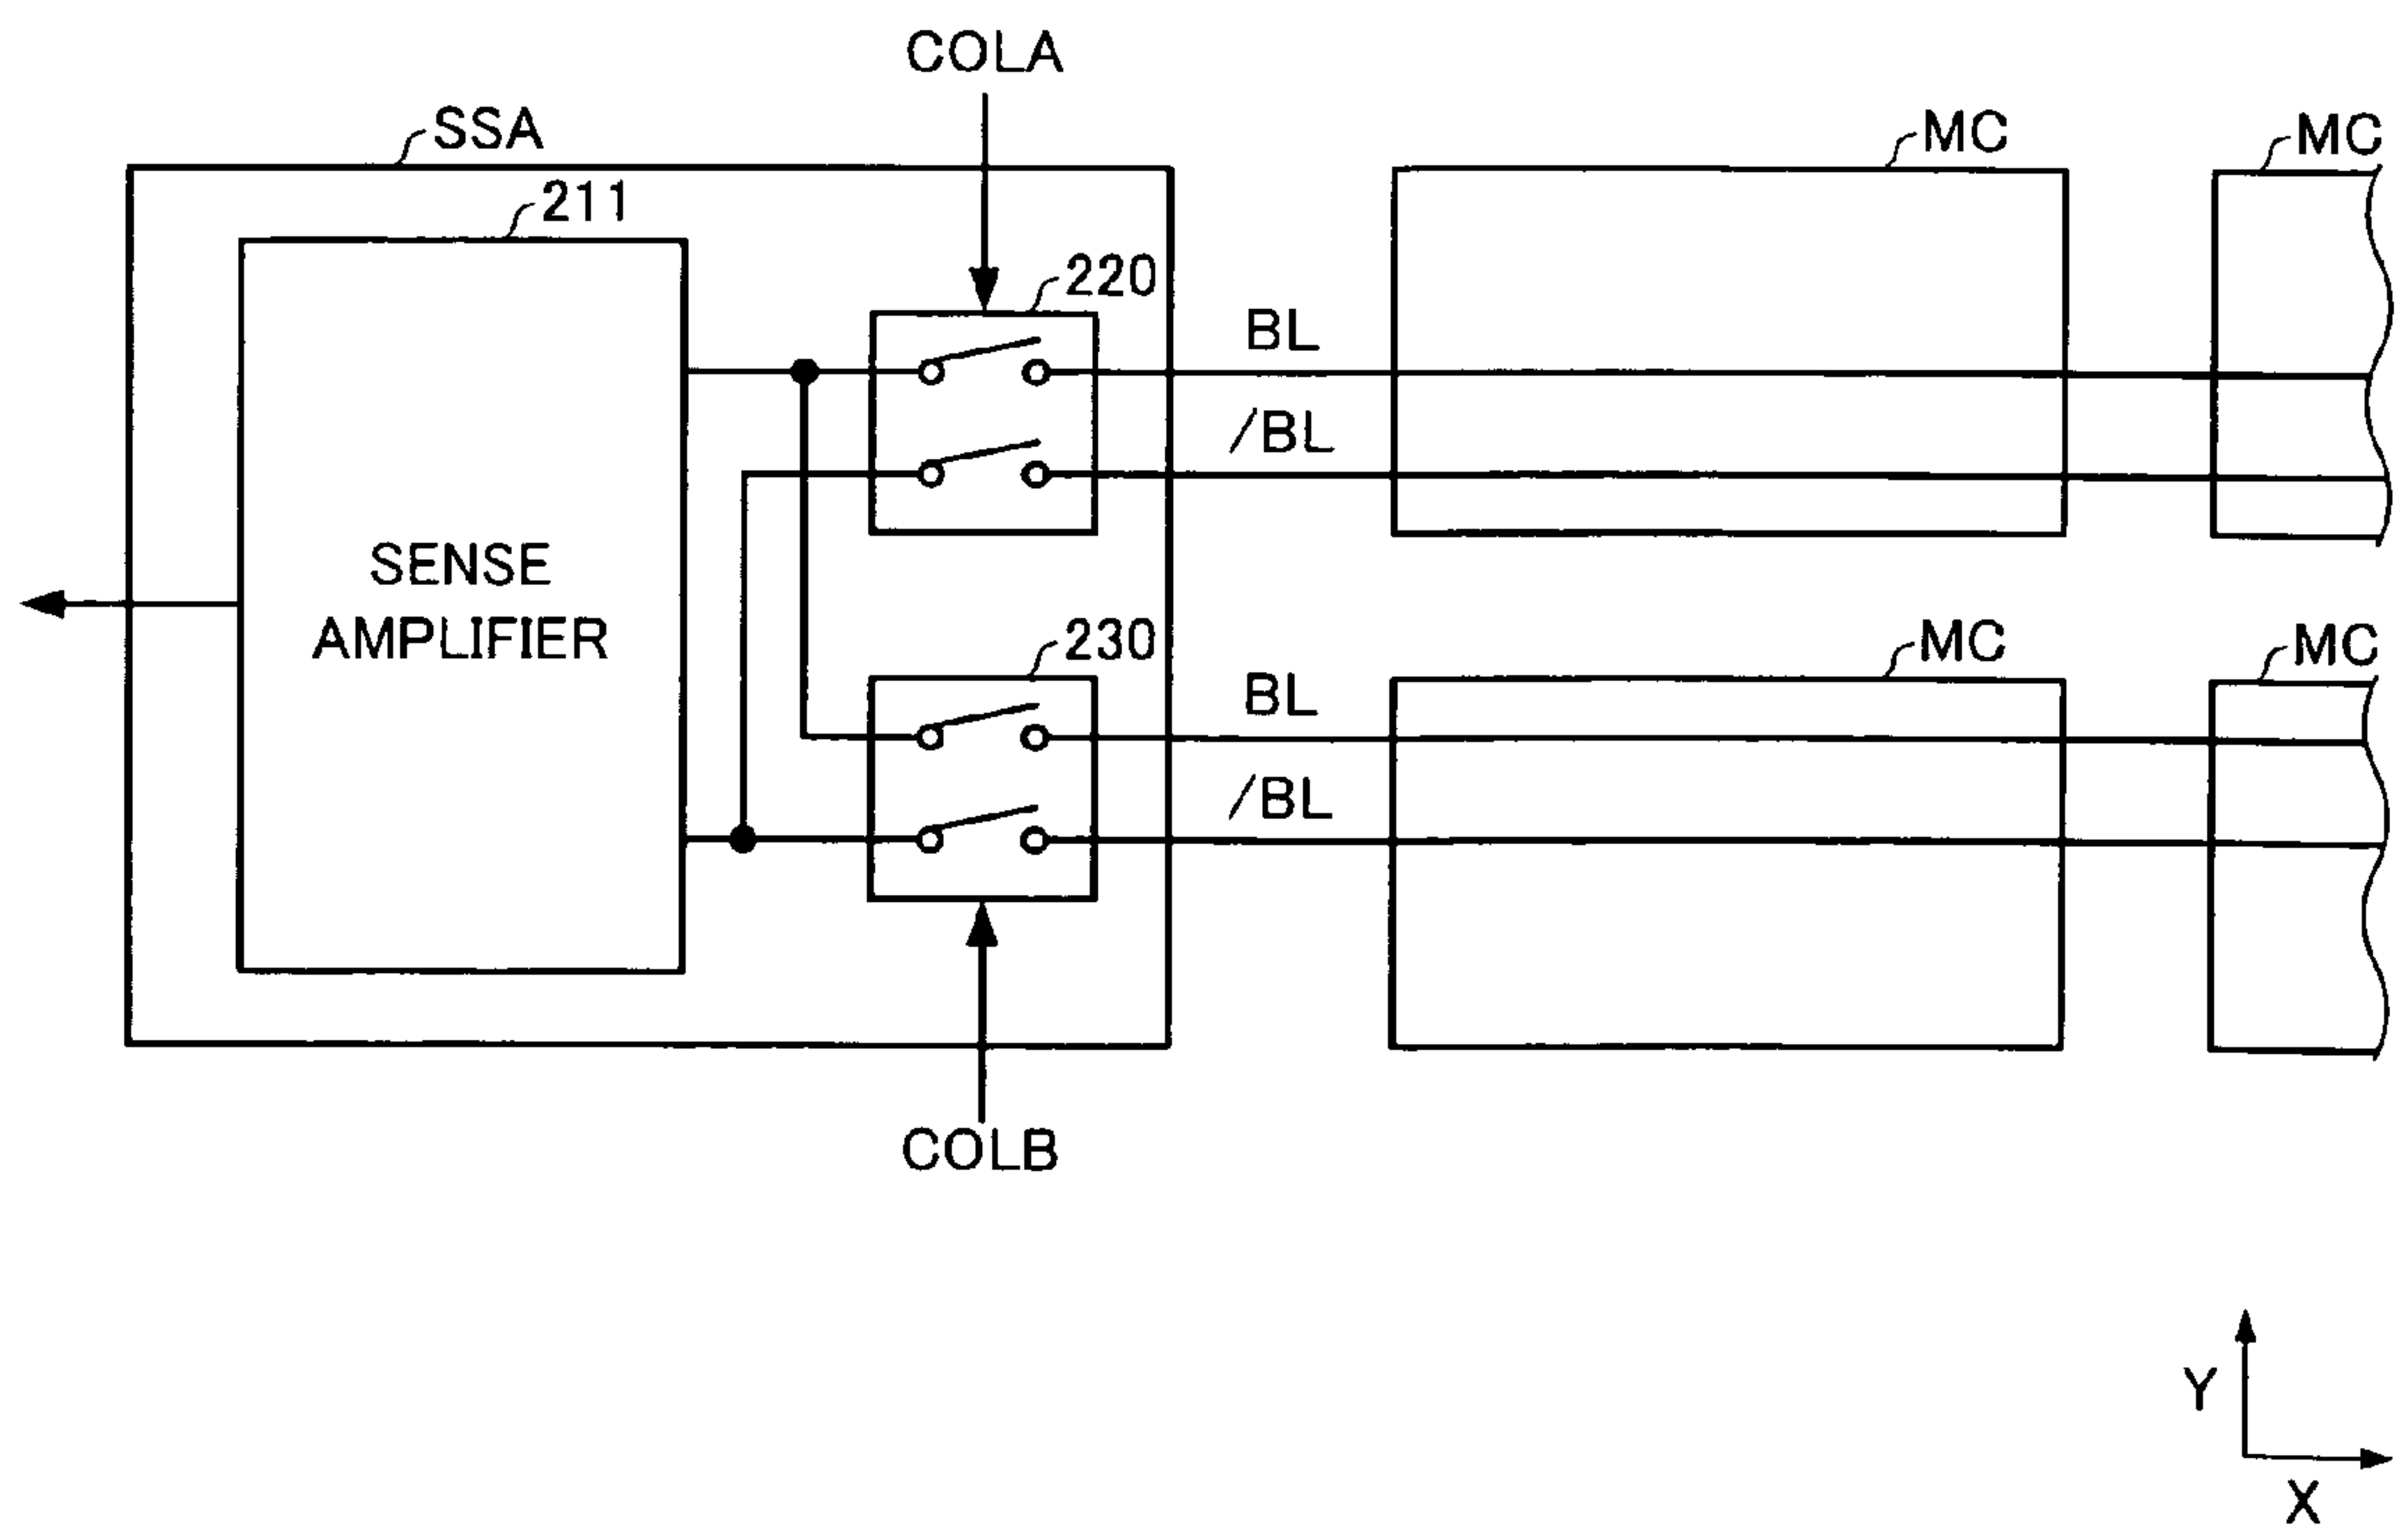 COLA
SSA
MC
MC
211
220
BL
/BL
SENSE
AMPLIFIER
230
MC
MC
BL
/BL
COLB
Y
X